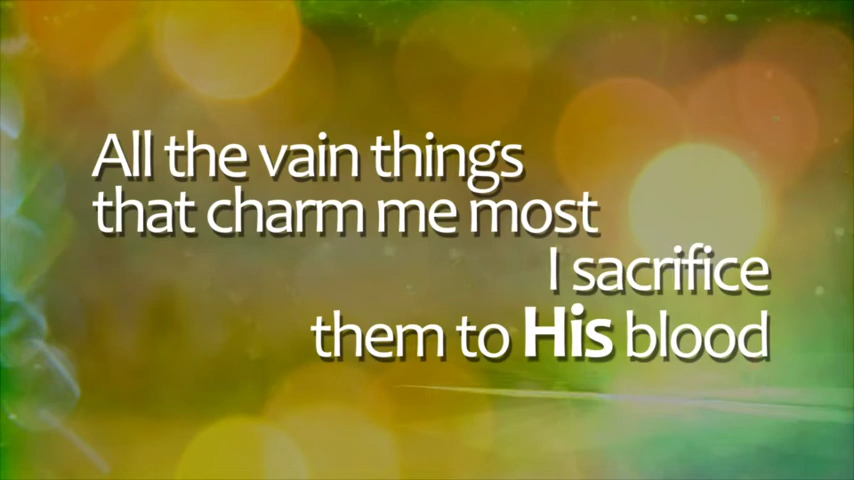 All the vain things
that charm me most
I sacrifice
them to His blood